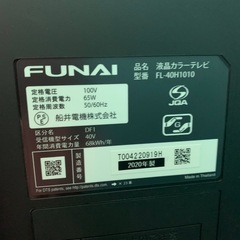 FUNAI
液晶カラーテレビ
型番 FL-40H1010
定格電圧 100V
定格消費電力 65W
定格周波数 50/60Hz
PS E
船井電機株式会社
JQA
区分名 DF1
受信機型サイズ 40V
年間消費電力量 68kWh/年
T004220919H
2020年製
Made in Thailand